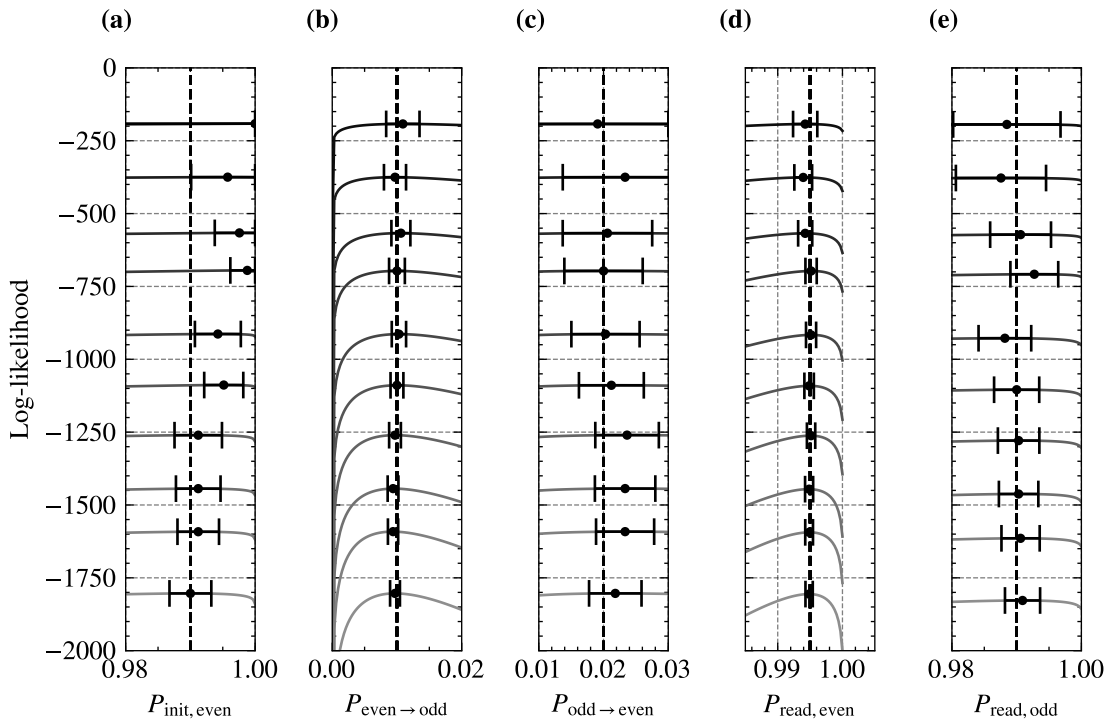 (a) (b) (c) (d) (e)
Log-likelihood
0
−250
−500
−750
−1000
−1250
−1500
−1750
−2000
0.98 1.00 0.00 0.02 0.01 0.02 0.03 0.99 1.00 0.98 1.00
P_init, even P_even → odd P_odd → even P_read, even P_read, odd